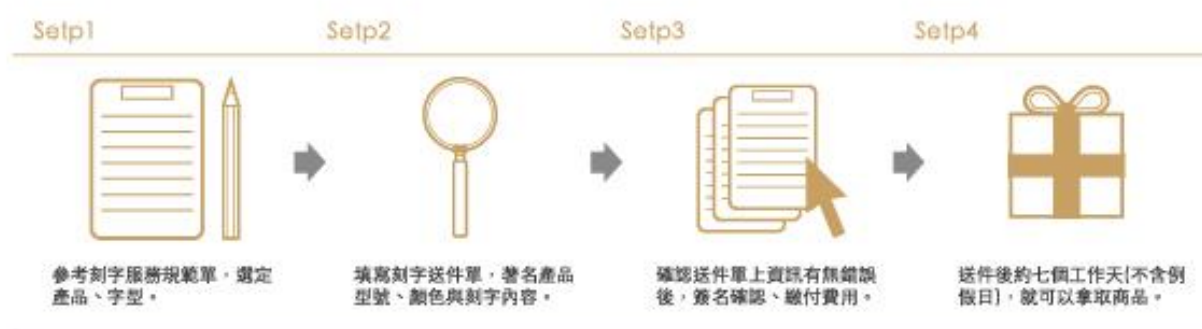 Setp1
Setp2
Setp3
Setp4
參考刻字服務規範單，選定
產品、字型。
填寫刻字送件單，著名產品
型號、顏色與刻字內容。
確認送件單上資訊有無錯誤
後，簽名確認、繳付費用。
送件後約七個工作天(不含例
假日)，就可以拿取商品。